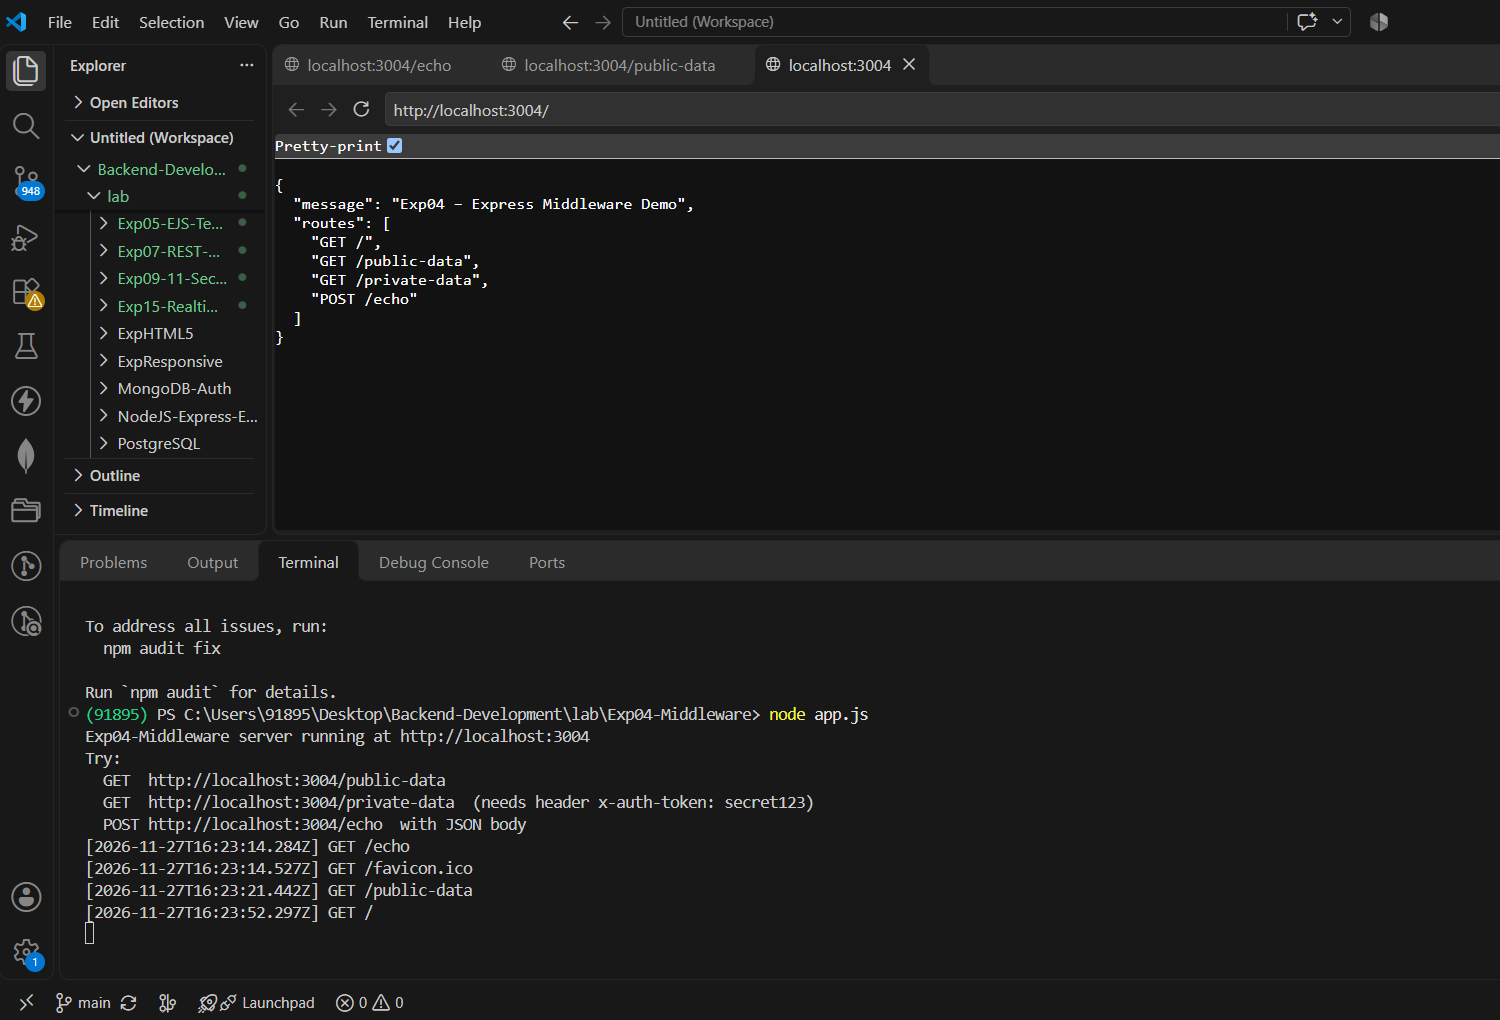 File Edit Selection View Go Run Terminal Help
Untitled (Workspace)
Explorer
Open Editors
Untitled (Workspace)
Backend-Develo...
lab
Exp05-EJS-Te...
Exp07-REST-...
Exp09-11-Sec...
Exp15-Realti...
ExpHTML5
ExpResponsive
MongoDB-Auth
NodeJS-Express-E...
PostgreSQL
Outline
Timeline
948
1
localhost:3004/echo
localhost:3004/public-data
localhost:3004
http://localhost:3004/
Pretty-print
{
"message": "Exp04 – Express Middleware Demo",
"routes": [
"GET /",
"GET /public-data",
"GET /private-data",
"POST /echo"
]
}
Problems Output Terminal Debug Console Ports
To address all issues, run:
npm audit fix
Run `npm audit` for details.
(91895) PS C:\Users\91895\Desktop\Backend-Development\lab\Exp04-Middleware> node app.js
Exp04-Middleware server running at http://localhost:3004
Try:
GET http://localhost:3004/public-data
GET http://localhost:3004/private-data (needs header x-auth-token: secret123)
POST http://localhost:3004/echo with JSON body
[2026-11-27T16:23:14.284Z] GET /echo
[2026-11-27T16:23:14.527Z] GET /favicon.ico
[2026-11-27T16:23:21.442Z] GET /public-data
[2026-11-27T16:23:52.297Z] GET /
main Launchpad 0 0